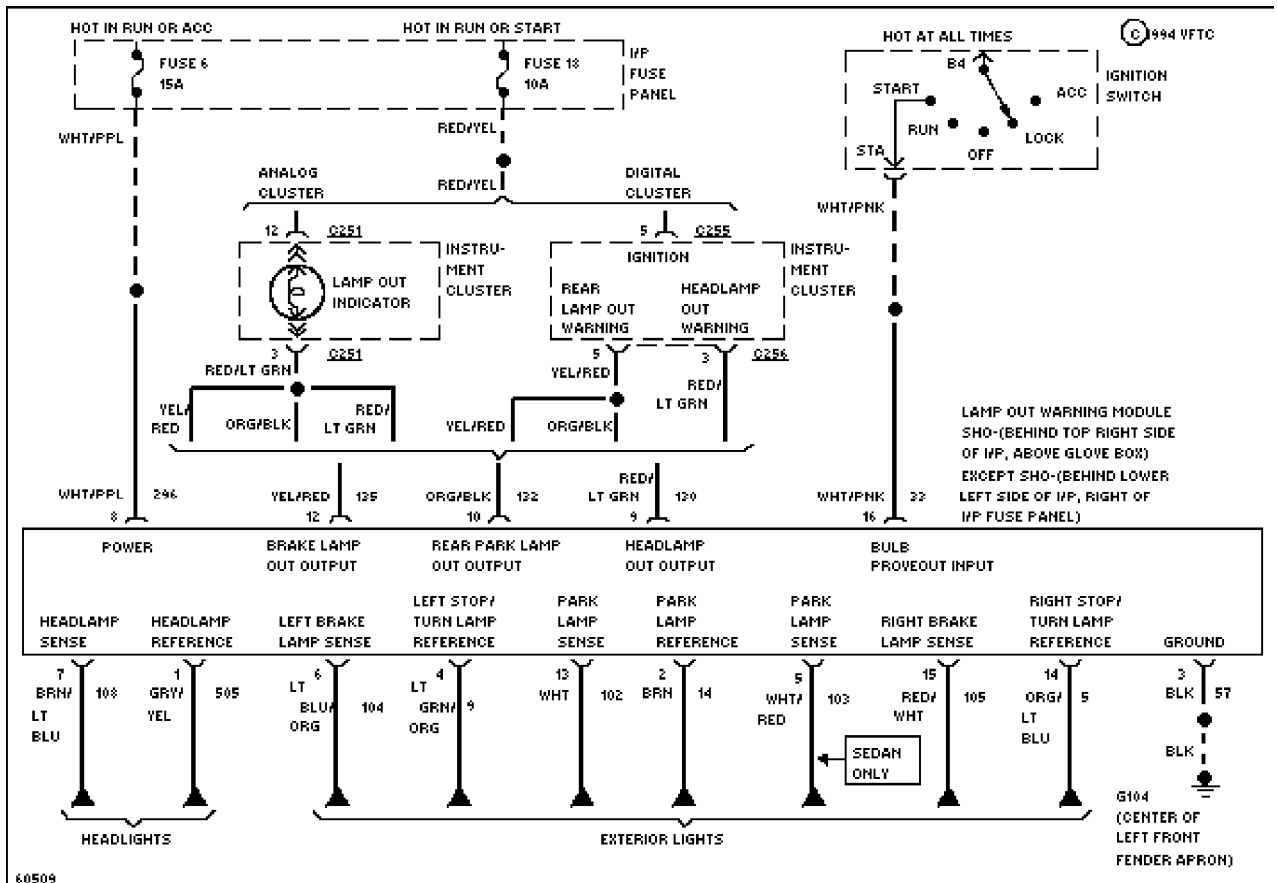 HOT IN RUN OR ACC
HOT IN RUN OR START
HOT AT ALL TIMES
C 1994 VFTC
FUSE 6
15A
FUSE 18
10A
I/P
FUSE
PANEL
B4
START
ACC
RUN
LOCK
OFF
STA
IGNITION
SWITCH
WHT/PPL
RED/YEL
RED/YEL
WHT/PNK
ANALOG
CLUSTER
DIGITAL
CLUSTER
12
C251
5
C255
LAMP OUT
INDICATOR
INSTRU-
MENT
CLUSTER
IGNITION
REAR
LAMP OUT
WARNING
HEADLAMP
OUT
WARNING
INSTRU-
MENT
CLUSTER
3
C251
5
3
C256
RED/LT GRN
YEL/RED
RED/
LT GRN
YEL/
RED
ORG/BLK
RED/
LT GRN
YEL/RED
ORG/BLK
LAMP OUT WARNING MODULE
SHO-(BEHIND TOP RIGHT SIDE
OF I/P, ABOVE GLOVE BOX)
EXCEPT SHO-(BEHIND LOWER
LEFT SIDE OF I/P, RIGHT OF
I/P FUSE PANEL)
WHT/PPL 296
8
YEL/RED 135
12
ORG/BLK 132
10
RED/
LT GRN 130
9
WHT/PNK 33
16
POWER
BRAKE LAMP
OUT OUTPUT
REAR PARK LAMP
OUT OUTPUT
HEADLAMP
OUT OUTPUT
BULB
PROVEOUT INPUT
HEADLAMP
SENSE
HEADLAMP
REFERENCE
LEFT BRAKE
LAMP SENSE
LEFT STOP/
TURN LAMP
REFERENCE
PARK
LAMP
SENSE
PARK
LAMP
REFERENCE
PARK
LAMP
SENSE
RIGHT BRAKE
LAMP SENSE
RIGHT STOP/
TURN LAMP
REFERENCE
GROUND
7
BRN/
LT
BLU
108
1
GRY/
YEL
505
6
LT
BLU/
ORG
104
4
LT
GRN/
ORG
9
13
WHT
102
2
BRN
14
5
WHT/
RED
103
15
RED/
WHT
105
14
ORG/
LT
BLU
5
3
BLK
57
BLK
SEDAN
ONLY
HEADLIGHTS
EXTERIOR LIGHTS
G104
(CENTER OF
LEFT FRONT
FENDER APRON)
60509